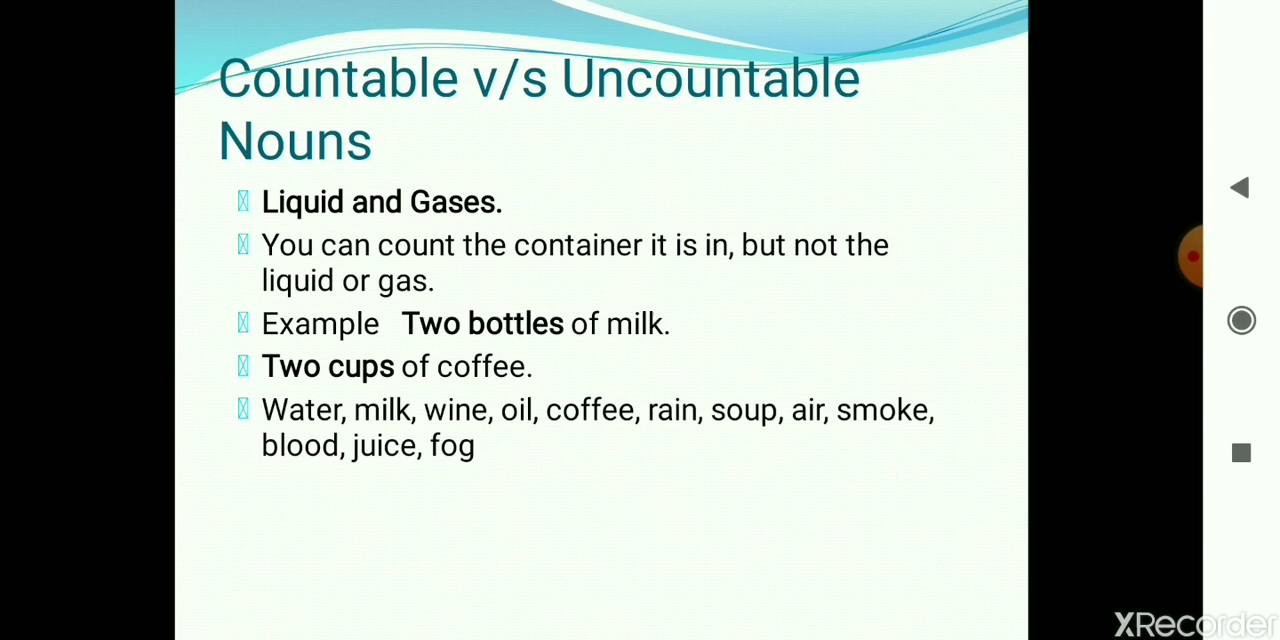 Countable v/s Uncountable
Nouns
Liquid and Gases.
You can count the container it is in, but not the
liquid or gas.
Example Two bottles of milk.
Two cups of coffee.
Water, milk, wine, oil, coffee, rain, soup, air, smoke,
blood, juice, fog
XRecorder